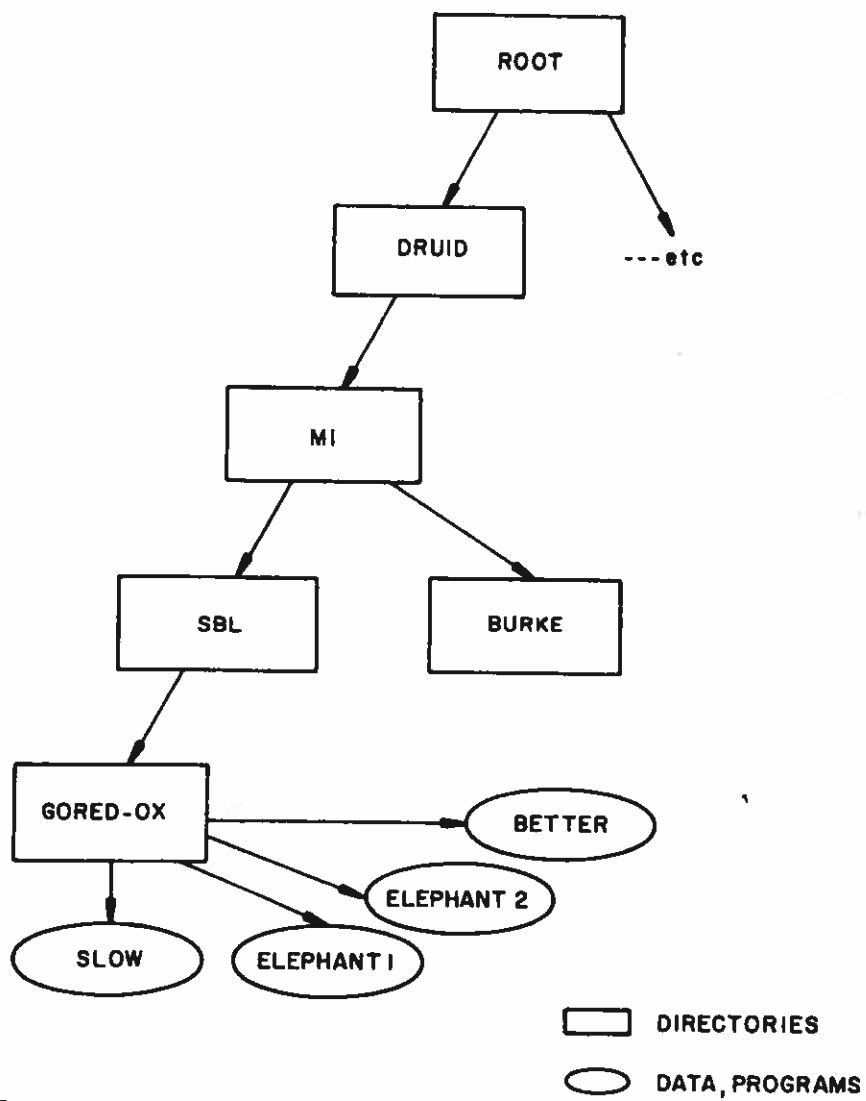 ROOT
DRUID
---etc
MI
SBL
BURKE
GORED-OX
BETTER
ELEPHANT 2
SLOW
ELEPHANT 1
DIRECTORIES
DATA, PROGRAMS